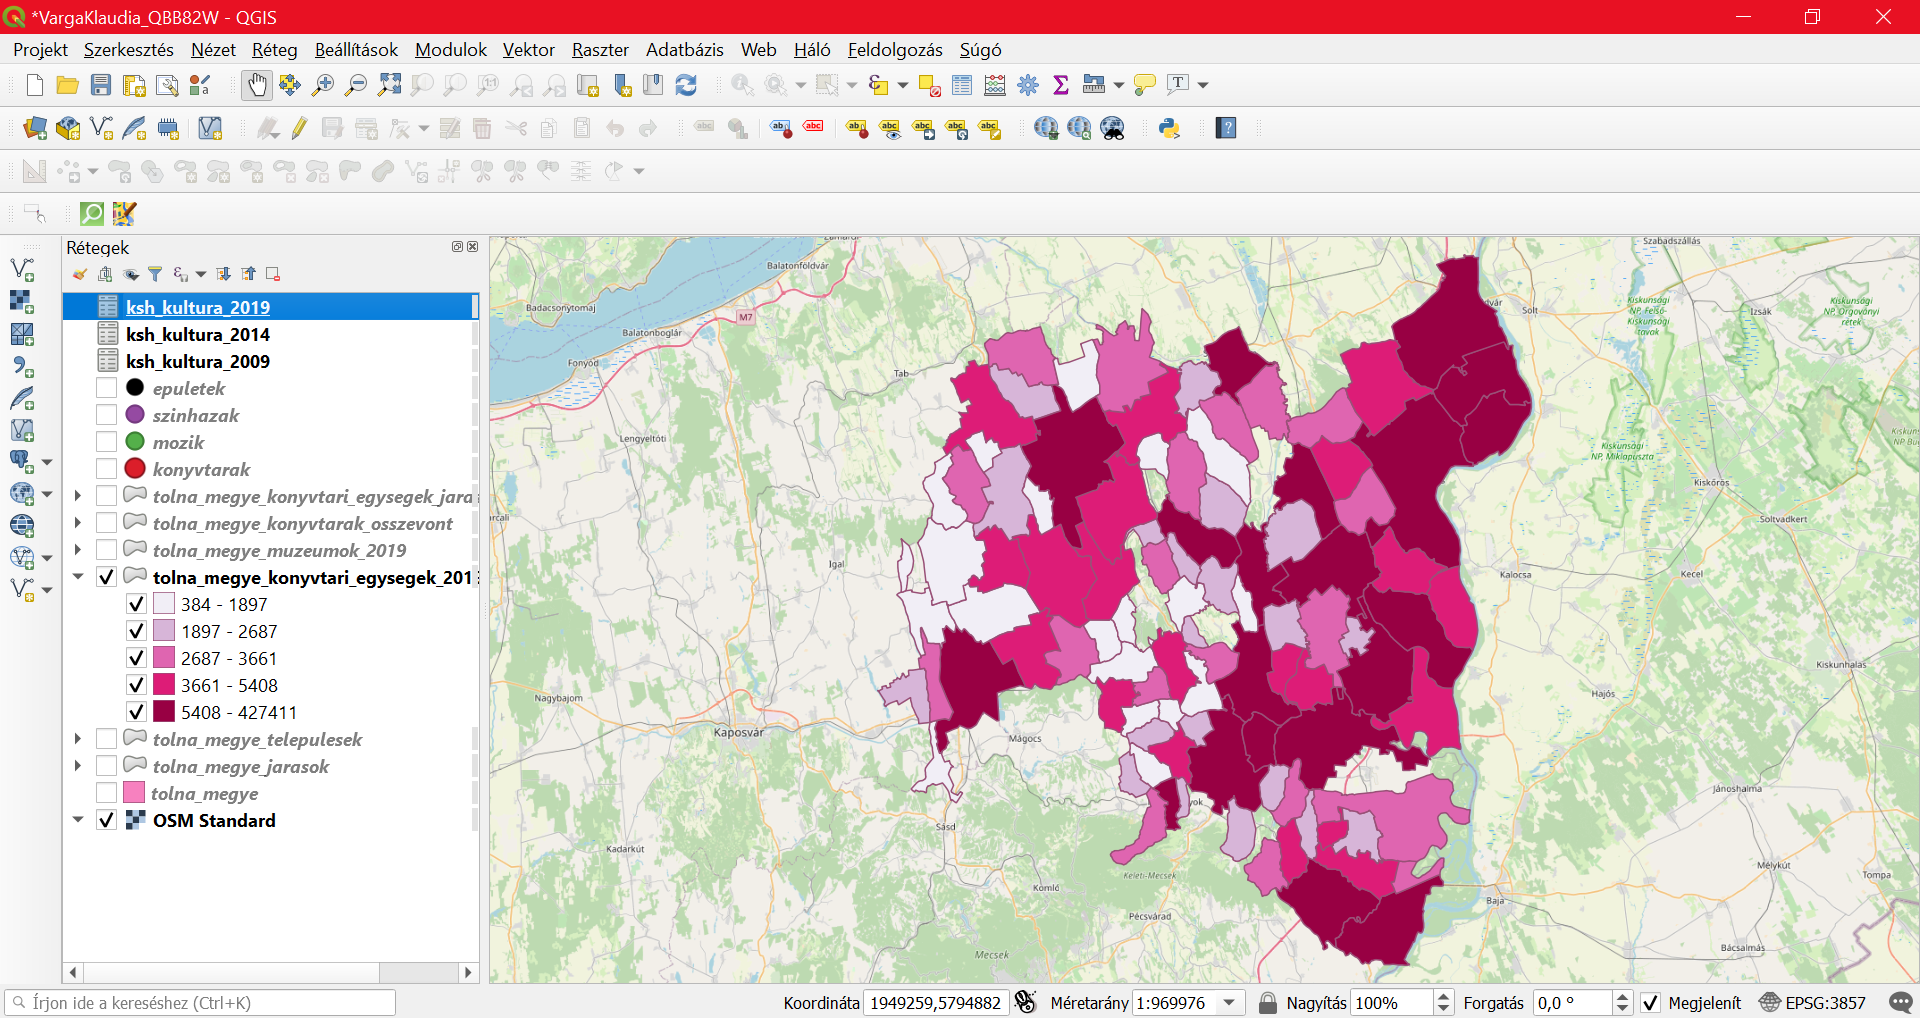 *VargaKlaudia_QBB82W - QGIS
Projekt Szerkesztés Nézet Réteg Beállítások Modulok Vektor Raszter Adatbázis Web Háló Feldolgozás Súgó
Rétegek
ksh_kultura_2019
ksh_kultura_2014
ksh_kultura_2009
epuletek
szinhazak
mozik
konyvtarak
tolna_megye_konyvtari_egysegek_jara
tolna_megye_konyvtarak_osszevont
tolna_megye_muzeumok_2019
tolna_megye_konyvtari_egysegek_201
384 - 1897
1897 - 2687
2687 - 3661
3661 - 5408
5408 - 427411
tolna_megye_telepulesek
tolna_megye_jarasok
tolna_megye
OSM Standard
Szabadszállás
Balatonföldvár
Badacsonytomaj
M7
Balatonboglár
Fonyód
Tab
Lengyeltóti
Igal
Nagybajom
Kaposvár
Mágocs
Sásd
Kadarkút
Komló
Keleti-Mecsek
Pécsvárad
Mecsek
yok
dvár
Solt
Kiskunsági
NP, Felső-
Kiskunsági
tavak
Izsák
Kiskunsági
NP, Orgoványi
rétek
Kiskunsági
NP, Miklapuszta
Kiskőrös
Soltvadkert
Kalocsa
Kecel
Kiskunhalas
Hajós
Jánoshalma
Mélykút
Tompa
Baja
Bácsalmás
Írjon ide a kereséshez (Ctrl+K)
Koordináta 1949259,5794882
Méretarány 1:969976
Nagyítás 100%
Forgatás 0,0 °
Megjelenít
EPSG:3857